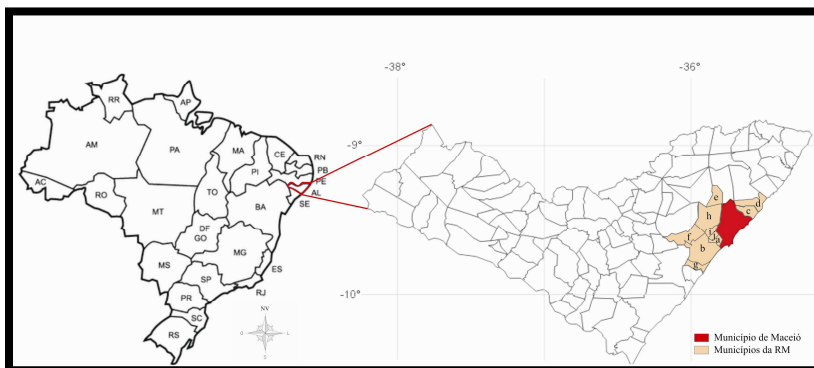 -38°
-36°
-9°
-10°
RR
AP
AM
PA
MA
CE
RN
PB
PE
AL
SE
PI
AC
RO
TO
BA
MT
DF
GO
MG
ES
MS
SP
RJ
PR
SC
RS
NV
O
L
S
e
d
c
h
f
i
j
a
b
g
Município de Maceió
Municípios da RM